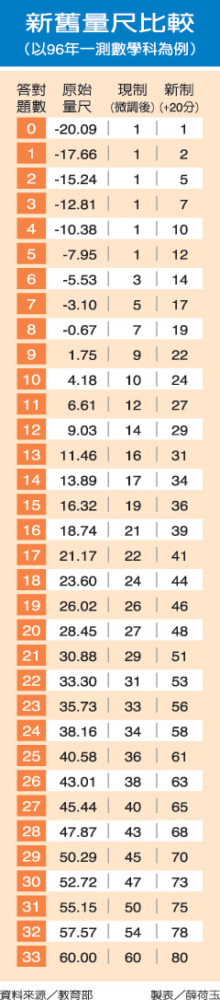 新舊量尺比較
（以96年一測數學科為例）
答對 原始 現制 新制
題數 量尺 (微調後) (+20分)
0 -20.09 1 1
1 -17.66 1 2
2 -15.24 1 5
3 -12.81 1 7
4 -10.38 1 10
5 -7.95 1 12
6 -5.53 3 14
7 -3.10 5 17
8 -0.67 7 19
9 1.75 9 22
10 4.18 10 24
11 6.61 12 27
12 9.03 14 29
13 11.46 16 31
14 13.89 17 34
15 16.32 19 36
16 18.74 21 39
17 21.17 22 41
18 23.60 24 44
19 26.02 26 46
20 28.45 27 48
21 30.88 29 51
22 33.30 31 53
23 35.73 33 56
24 38.16 34 58
25 40.58 36 61
26 43.01 38 63
27 45.44 40 65
28 47.87 43 68
29 50.29 45 70
30 52.72 47 73
31 55.15 50 75
32 57.57 54 78
33 60.00 60 80
資料來源／教育部 製表／薛荷玉